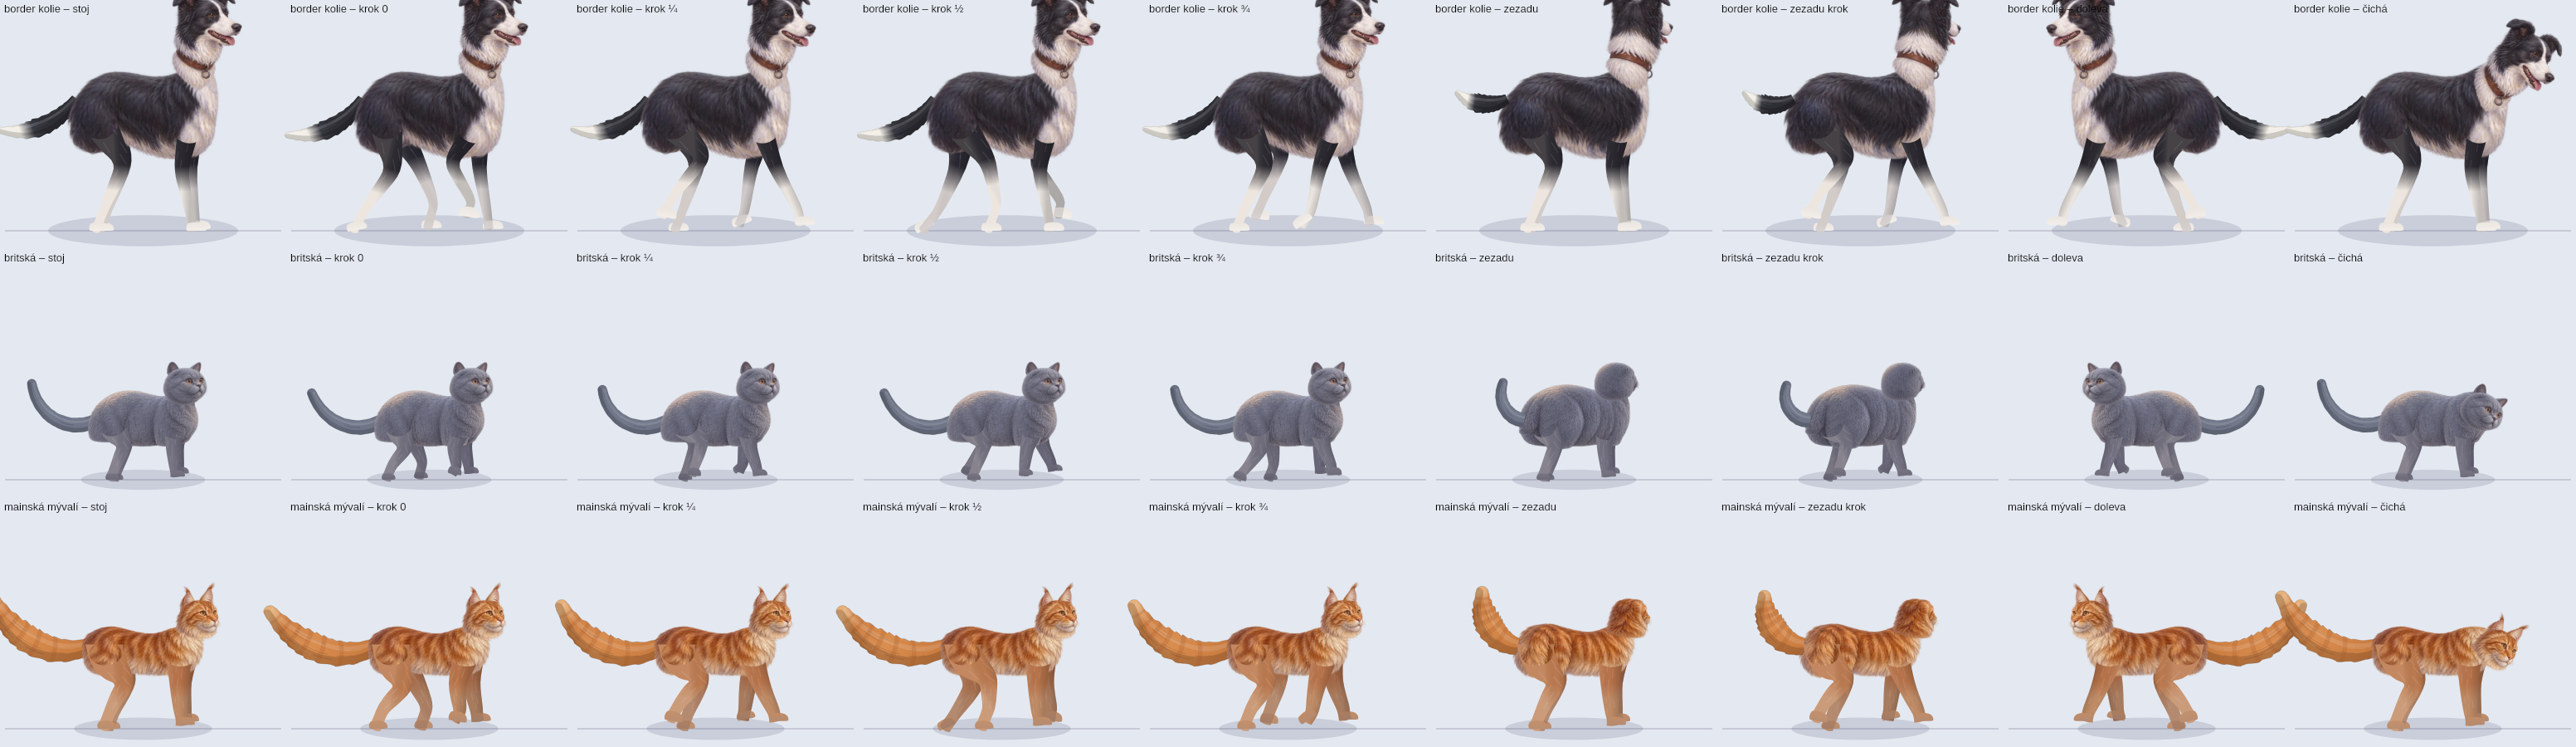 border kolie – stoj
border kolie – krok 0
border kolie – krok ¼
border kolie – krok ½
border kolie – krok ¾
border kolie – zezadu
border kolie – zezadu krok
border kolie – doleva
border kolie – čichá
britská – stoj
britská – krok 0
britská – krok ¼
britská – krok ½
britská – krok ¾
britská – zezadu
britská – zezadu krok
britská – doleva
britská – čichá
mainská mývalí – stoj
mainská mývalí – krok 0
mainská mývalí – krok ¼
mainská mývalí – krok ½
mainská mývalí – krok ¾
mainská mývalí – zezadu
mainská mývalí – zezadu krok
mainská mývalí – doleva
mainská mývalí – čichá